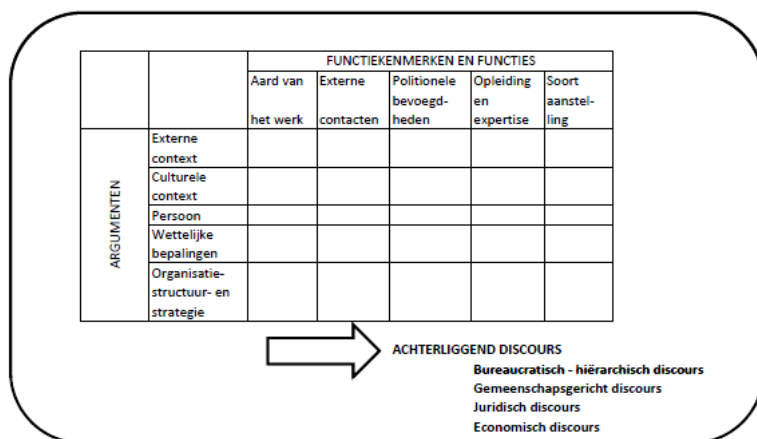 FUNCTIEKENMERKEN EN FUNCTIES
Aard van Externe Politionele Opleiding Soort
bevoegd- en aanstel-
het werk contacten heden expertise ling
ARGUMENTEN
Externe
context
Culturele
context
Persoon
Wettelijke
bepalingen
Organisatie-
structuur- en
strategie
ACHTERLIGGEND DISCOURS
Bureaucratisch - hiërarchisch discours
Gemeenschapsgericht discours
Juridisch discours
Economisch discours